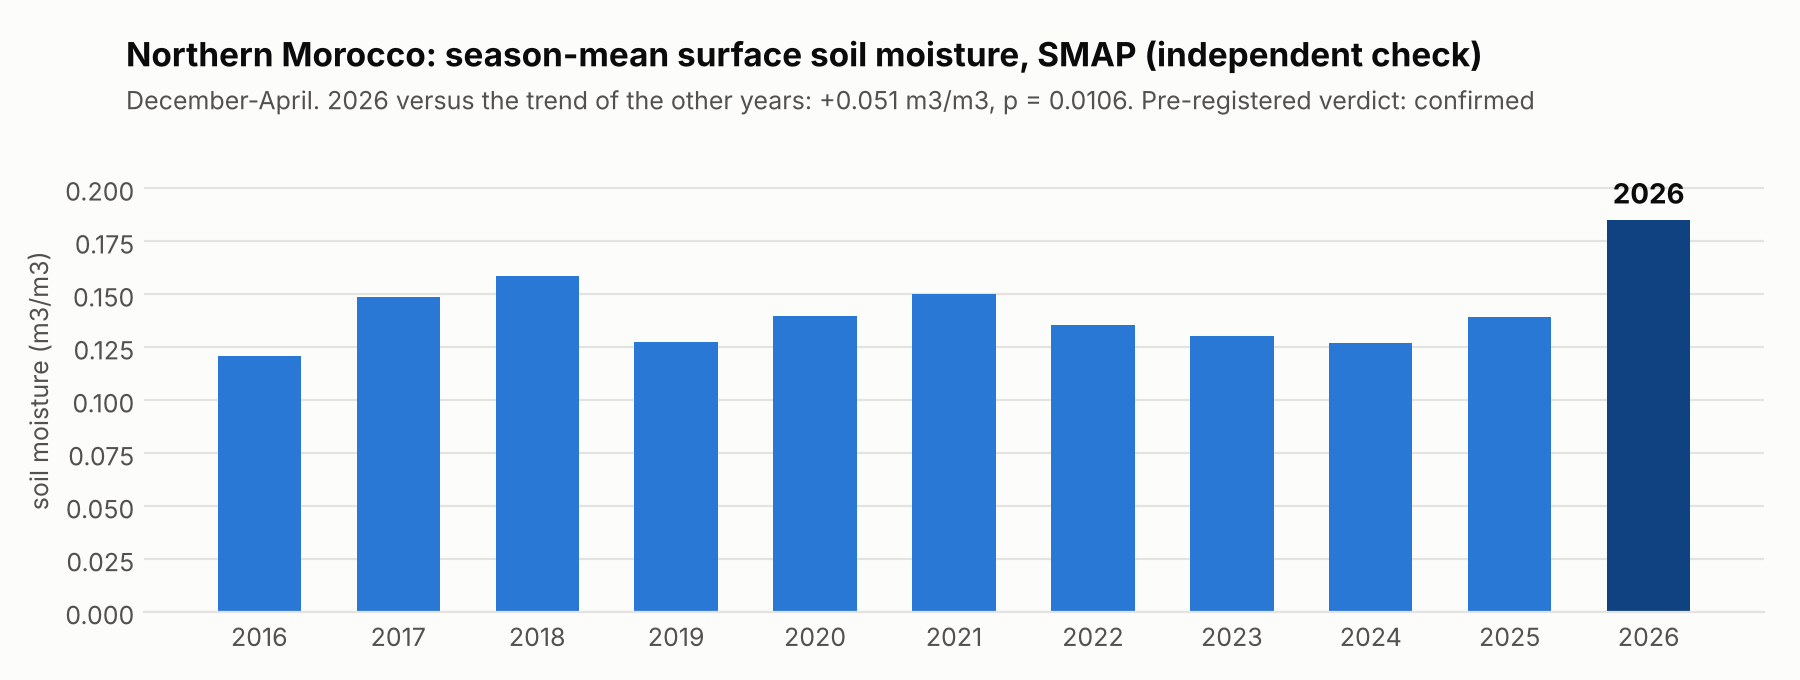 Northern Morocco: season-mean surface soil moisture, SMAP (independent check)
December-April. 2026 versus the trend of the other years: +0.051 m3/m3, p = 0.0106. Pre-registered verdict: confirmed
soil moisture (m3/m3)
0.200
0.175
0.150
0.125
0.100
0.075
0.050
0.025
0.000
2026
2016 2017 2018 2019 2020 2021 2022 2023 2024 2025 2026